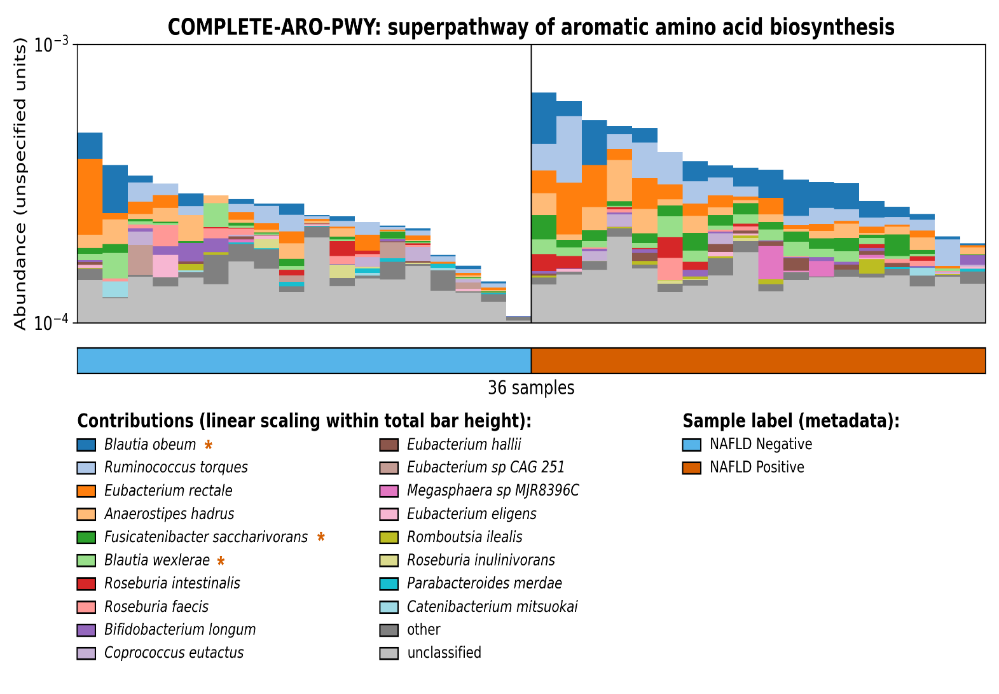 COMPLETE-ARO-PWY: superpathway of aromatic amino acid biosynthesis
Abundance (unspecified units)
10⁻³
10⁻⁴
36 samples
Contributions (linear scaling within total bar height):
Blautia obeum *
Ruminococcus torques
Eubacterium rectale
Anaerostipes hadrus
Fusicatenibacter saccharivorans *
Blautia wexlerae *
Roseburia intestinalis
Roseburia faecis
Bifidobacterium longum
Coprococcus eutactus
Eubacterium hallii
Eubacterium sp CAG 251
Megasphaera sp MJR8396C
Eubacterium eligens
Romboutsia ilealis
Roseburia inulinivorans
Parabacteroides merdae
Catenibacterium mitsuokai
other
unclassified
Sample label (metadata):
NAFLD Negative
NAFLD Positive